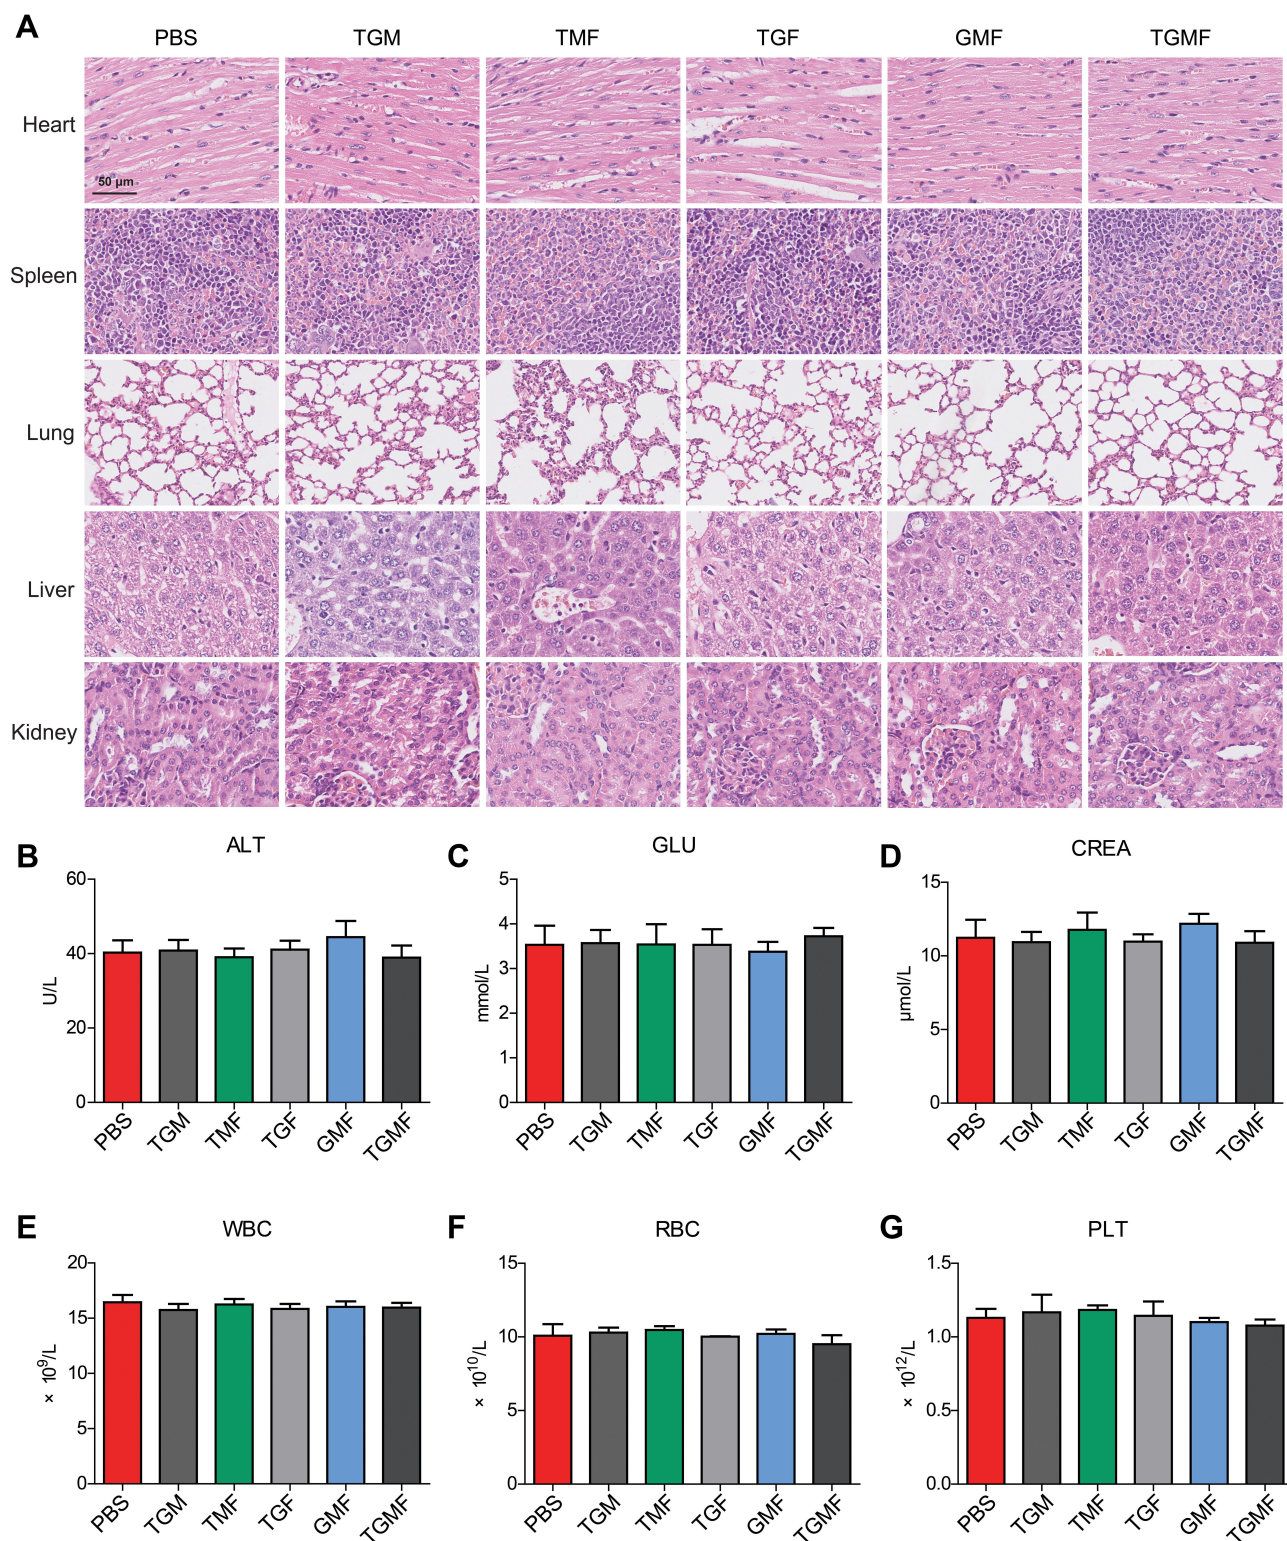 A
PBS TGM TMF TGF GMF TGMF
Heart
50 μm
Spleen
Lung
Liver
Kidney
B ALT
60
40
20
0
U/L
PBS TGM TMF TGF GMF TGMF
C GLU
5
4
3
2
1
0
mmol/L
PBS TGM TMF TGF GMF TGMF
D CREA
15
10
5
0
μmol/L
PBS TGM TMF TGF GMF TGMF
E WBC
20
15
10
5
0
× 10⁹/L
PBS TGM TMF TGF GMF TGMF
F RBC
15
10
5
0
× 10¹⁰/L
PBS TGM TMF TGF GMF TGMF
G PLT
1.5
1.0
0.5
0.0
× 10¹²/L
PBS TGM TMF TGF GMF TGMF